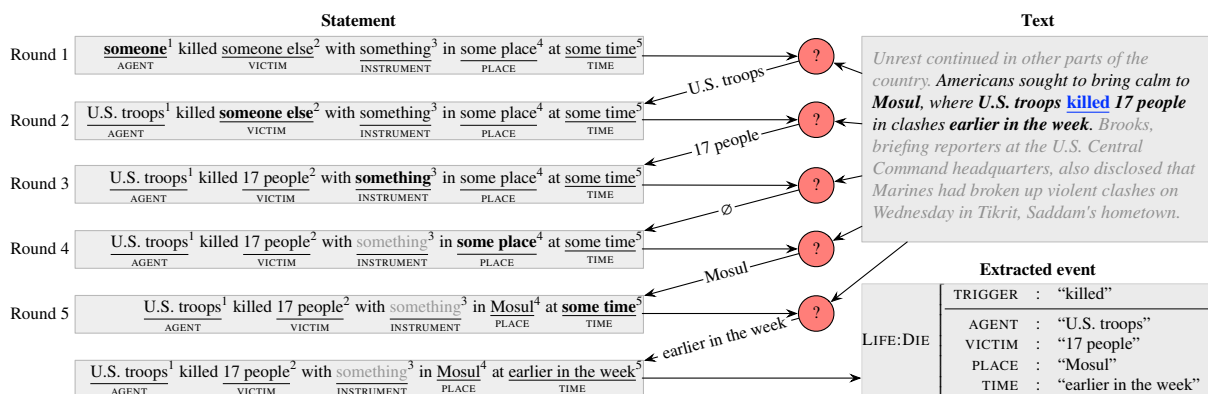 Statement
Text
Round 1
someone¹ killed someone else² with something³ in some place⁴ at some time⁵
AGENT VICTIM INSTRUMENT PLACE TIME
?
U.S. troops
Round 2
U.S. troops¹ killed someone else² with something³ in some place⁴ at some time⁵
AGENT VICTIM INSTRUMENT PLACE TIME
?
17 people
Round 3
U.S. troops¹ killed 17 people² with something³ in some place⁴ at some time⁵
AGENT VICTIM INSTRUMENT PLACE TIME
?
∅
Round 4
U.S. troops¹ killed 17 people² with something³ in some place⁴ at some time⁵
AGENT VICTIM INSTRUMENT PLACE TIME
?
Mosul
Round 5
U.S. troops¹ killed 17 people² with something³ in Mosul⁴ at some time⁵
AGENT VICTIM INSTRUMENT PLACE TIME
?
earlier in the week
U.S. troops¹ killed 17 people² with something³ in Mosul⁴ at earlier in the week⁵
AGENT VICTIM INSTRUMENT PLACE TIME
Unrest continued in other parts of the
country. Americans sought to bring calm to
Mosul, where U.S. troops killed 17 people
in clashes earlier in the week. Brooks,
briefing reporters at the U.S. Central
Command headquarters, also disclosed that
Marines had broken up violent clashes on
Wednesday in Tikrit, Saddam's hometown.
Extracted event
LIFE:DIE
TRIGGER : “killed”
AGENT : “U.S. troops”
VICTIM : “17 people”
PLACE : “Mosul”
TIME : “earlier in the week”